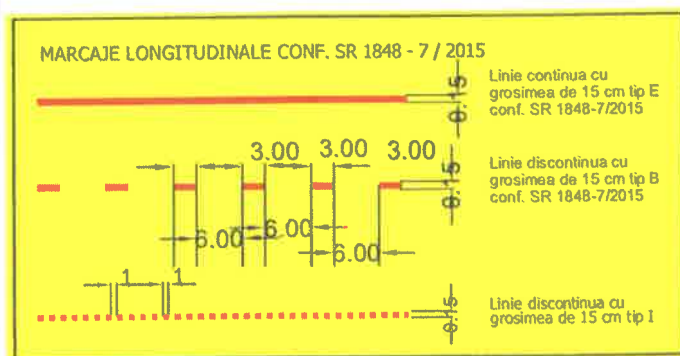 MARCAJE LONGITUDINALE CONF. SR 1848 - 7 / 2015
0.15
Linie continua cu
grosimea de 15 cm tip E
conf. SR 1848-7/2015
3.00 3.00 3.00
0.15
Linie discontinua cu
grosimea de 15 cm tip B
conf. SR 1848-7/2015
6.00
6.00
6.00
1 1
0.15
Linie discontinua cu
grosimea de 15 cm tip I